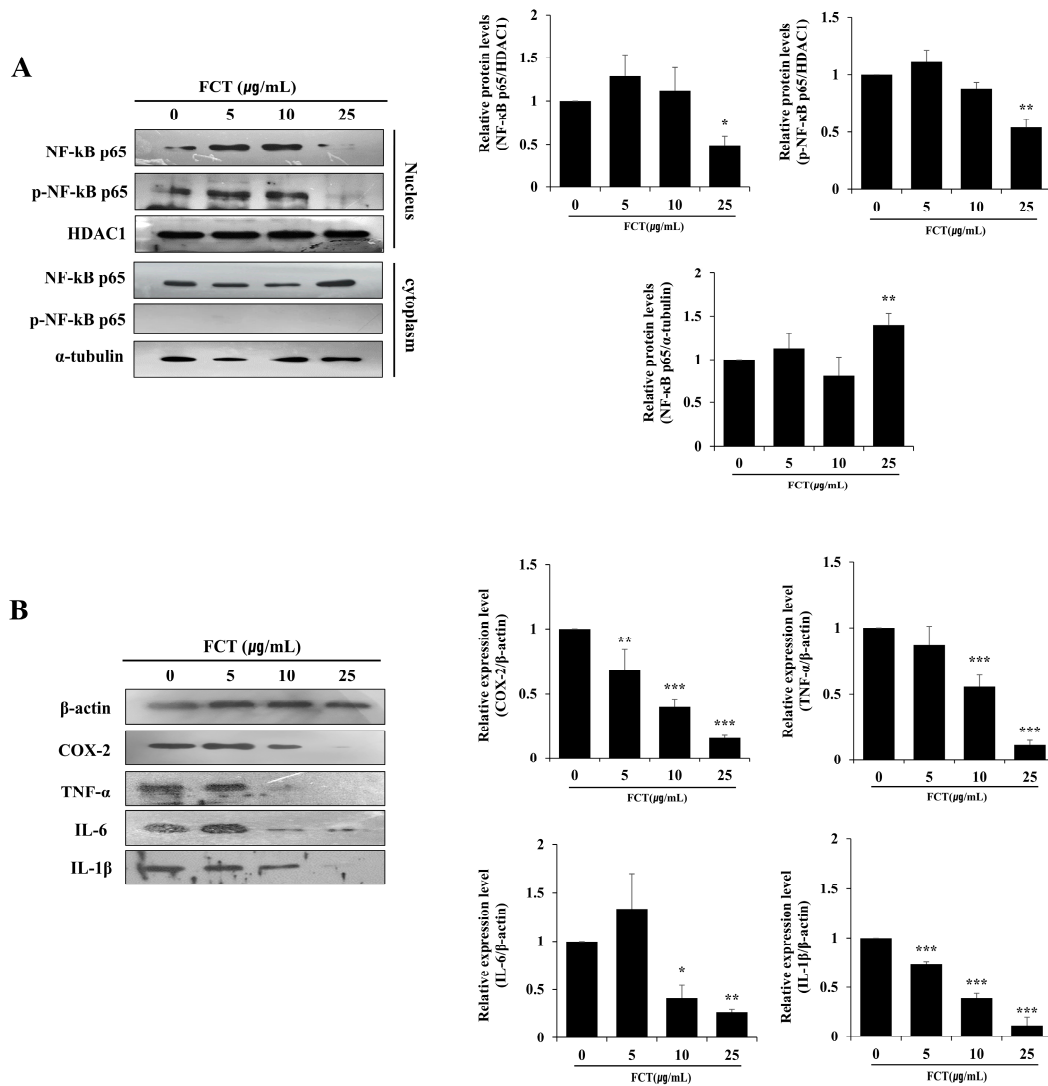 A
FCT (㎍/mL)
0 5 10 25
NF-kB p65
p-NF-kB p65
HDAC1
Nucleus
NF-kB p65
p-NF-kB p65
α-tubulin
cytoplasm
Relative protein levels
(NF-κB p65/HDAC1)
2
1.5
1
0.5
0
*
0 5 10 25
FCT(㎍/mL)
Relative protein levels
(p-NF-κB p65/HDAC1)
1.5
1
0.5
0
**
0 5 10 25
FCT(㎍/mL)
Relative protein levels
(NF-κB p65/α-tubulin)
2
1.5
1
0.5
0
**
0 5 10 25
FCT(㎍/mL)
B
FCT (㎍/mL)
0 5 10 25
β-actin
COX-2
TNF-α
IL-6
IL-1β
Relative expression level
(COX-2/β-actin)
1.5
1
0.5
0
**
***
***
0 5 10 25
FCT(㎍/mL)
Relative expression level
(TNF-α/β-actin)
1.5
1
0.5
0
***
***
0 5 10 25
FCT(㎍/mL)
Relative expression level
(IL-6/β-actin)
2
1.5
1
0.5
0
*
**
0 5 10 25
FCT(㎍/mL)
Relative expression level
(IL-1β/β-actin)
2
1.5
1
0.5
0
***
***
***
0 5 10 25
FCT(㎍/mL)